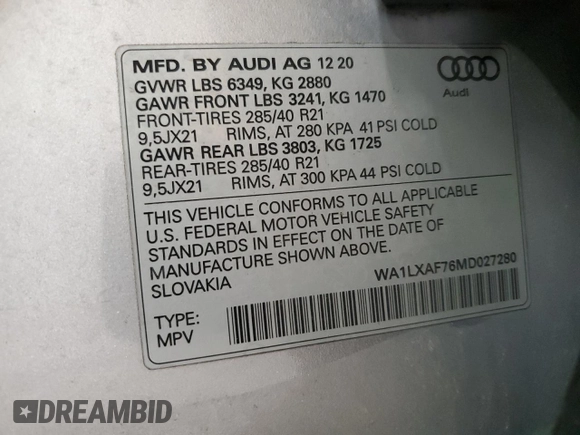 MFD. BY AUDI AG 12 20
GVWR LBS 6349, KG 2880
GAWR FRONT LBS 3241, KG 1470
FRONT-TIRES 285/40 R21
9,5JX21 RIMS, AT 280 KPA 41 PSI COLD
GAWR REAR LBS 3803, KG 1725
REAR-TIRES 285/40 R21
9,5JX21 RIMS, AT 300 KPA 44 PSI COLD
Audi
THIS VEHICLE CONFORMS TO ALL APPLICABLE
U.S. FEDERAL MOTOR VEHICLE SAFETY
STANDARDS IN EFFECT ON THE DATE OF
MANUFACTURE SHOWN ABOVE.
SLOVAKIA
WA1LXAF76MD027280
TYPE:
MPV
DREAMBID